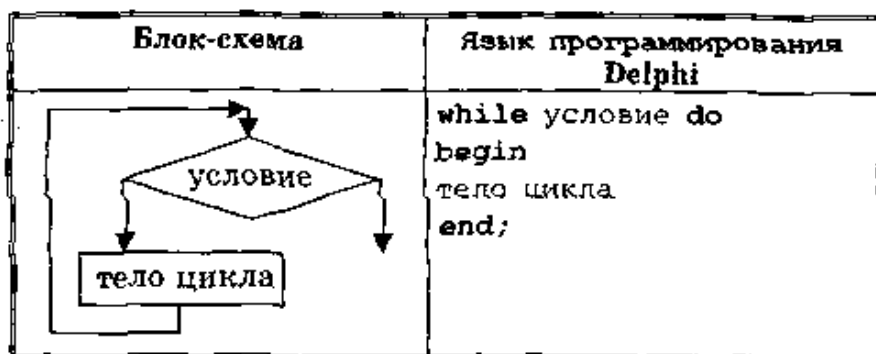 Блок-схема
Язык программирования
Delphi
условие
тело цикла
while условие do
begin
тело цикла
end;